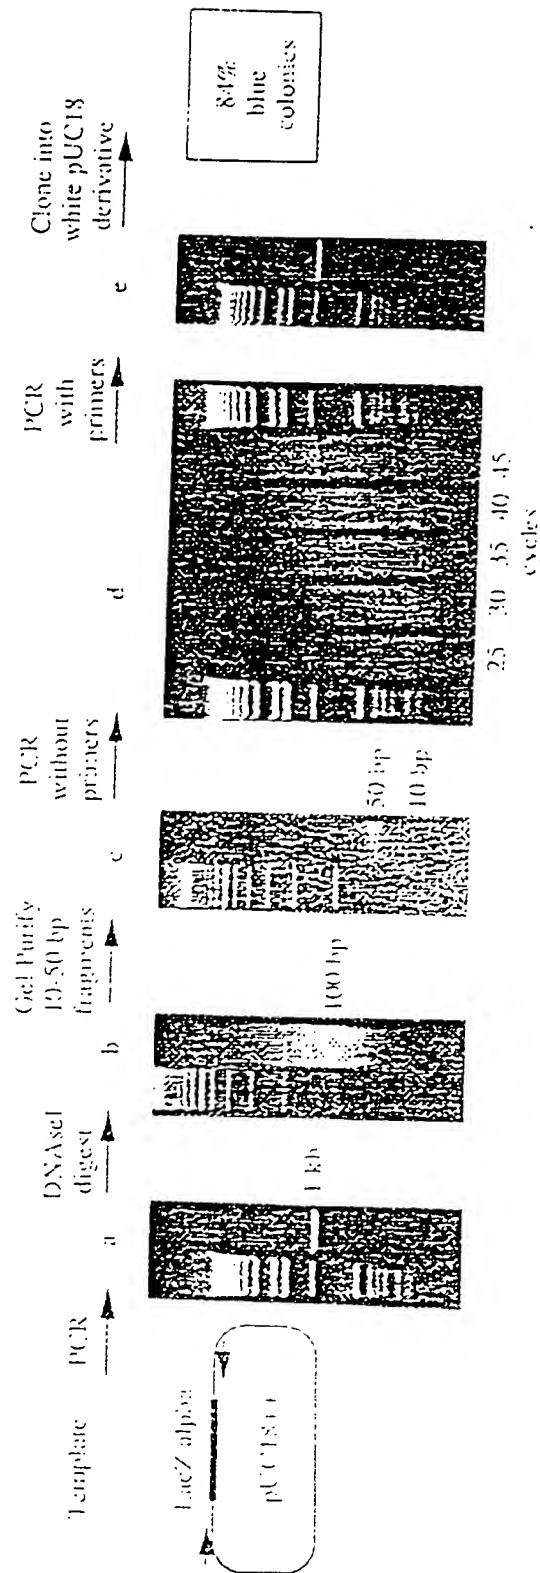 Template
LacZ alpha
PCR
a
1 kb
DNAseI
digest
b
100 bp
Gel Purify
10-50 bp
fragments
c
50 bp
10 bp
PCR
without
primers
d
25 30 35 40 45
cycles
PCR
with
primers
e
Clone into
white pUC18
derivative
84%
blue
colonies